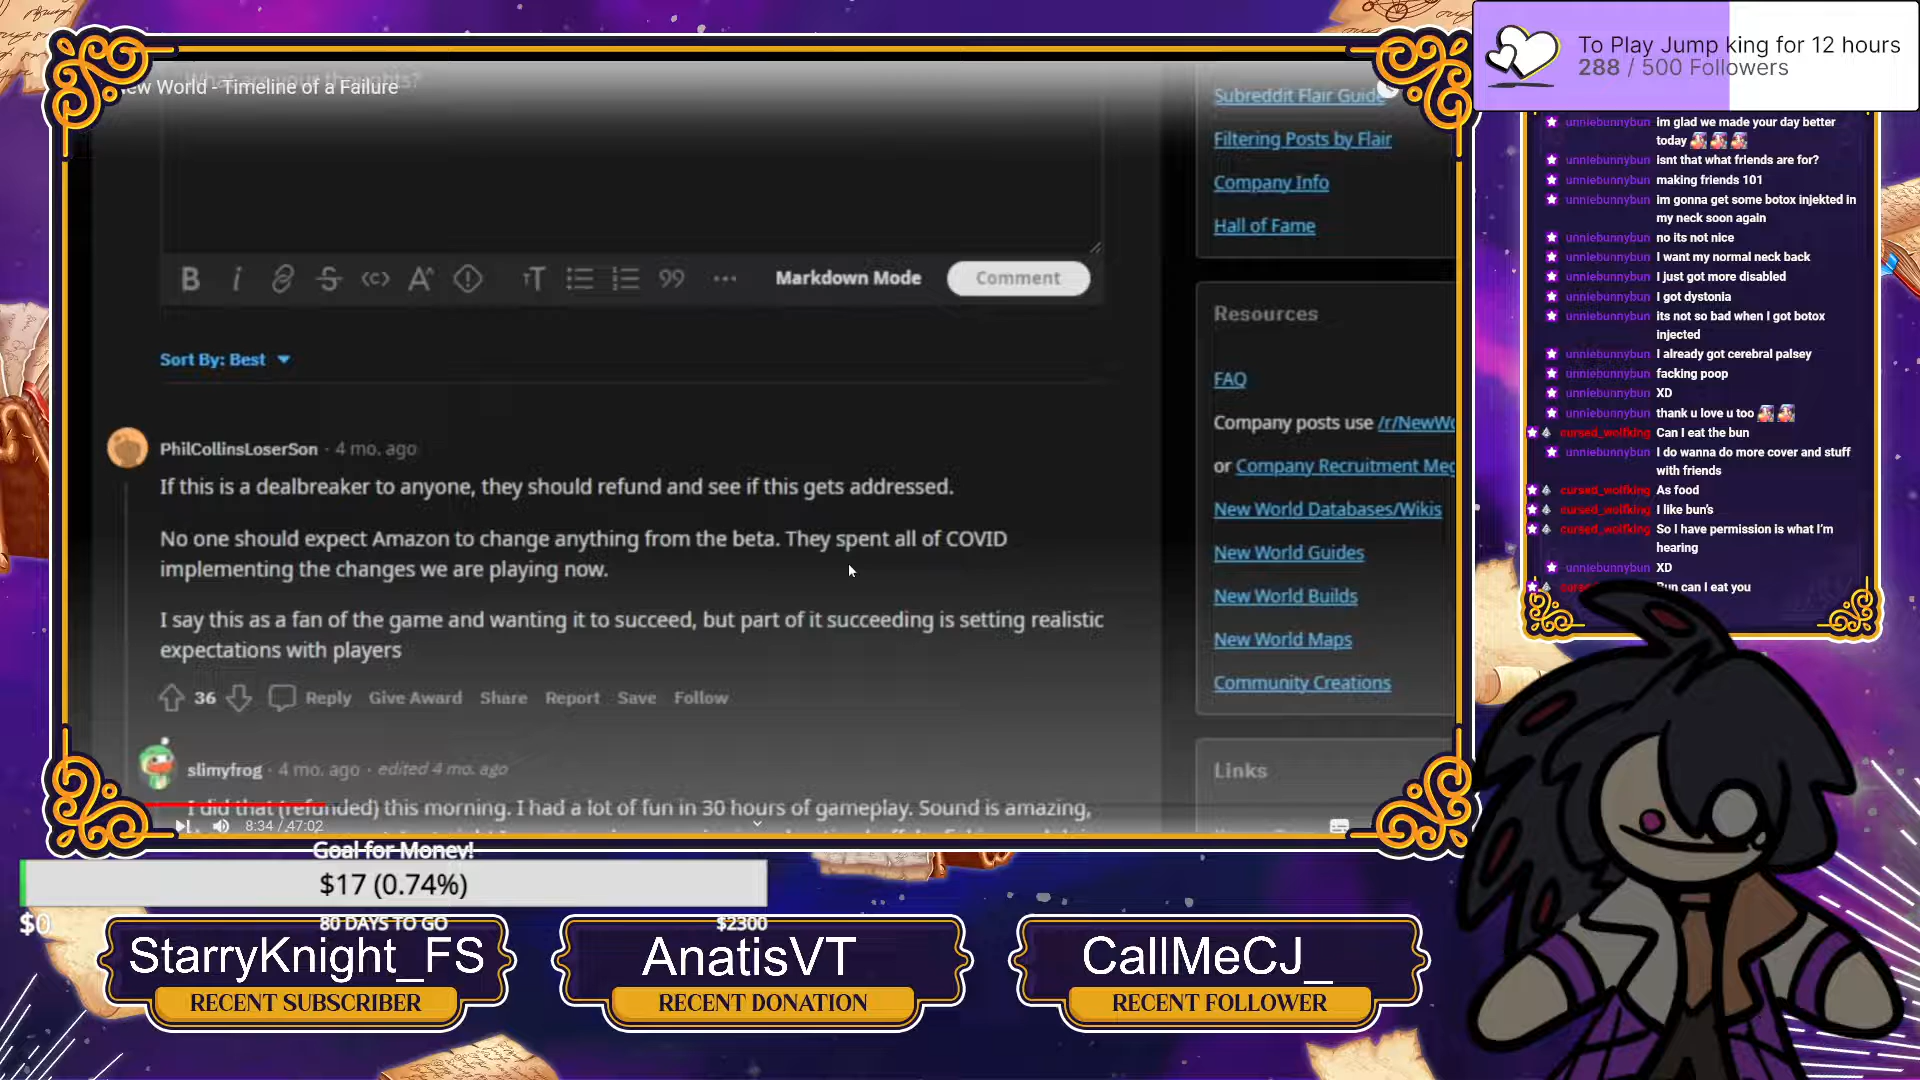 To Play Jump king for 12 hours
288 / 500 Followers
What are your thoughts?
ew World - Timeline of a Failure
Subreddit Flair Guide
Filtering Posts by Flair
Company Info
Hall of Fame
B i
Markdown Mode
Comment
Resources
Sort By: Best
FAQ
Company posts use /r/NewWo
or Company Recruitment Meg
New World Databases/Wikis
New World Guides
New World Builds
New World Maps
Community Creations
Links
PhilCollinsLoserSon · 4 mo. ago
If this is a dealbreaker to anyone, they should refund and see if this gets addressed.
No one should expect Amazon to change anything from the beta. They spent all of COVID
implementing the changes we are playing now.
I say this as a fan of the game and wanting it to succeed, but part of it succeeding is setting realistic
expectations with players
36 Reply Give Award Share Report Save Follow
slimyfrog · 4 mo. ago · edited 4 mo. ago
I did that (refunded) this morning. I had a lot of fun in 30 hours of gameplay. Sound is amazing,
8:34 / 47:02
unniebunnybun im glad we made your day better
today
unniebunnybun isnt that what friends are for?
unniebunnybun making friends 101
unniebunnybun im gonna get some botox injekted in
my neck soon again
unniebunnybun no its not nice
unniebunnybun I want my normal neck back
unniebunnybun I just got more disabled
unniebunnybun I got dystonia
unniebunnybun its not so bad when I got botox
injected
unniebunnybun I already got cerebral palsey
unniebunnybun facking poop
unniebunnybun XD
unniebunnybun thank u love u too
cursed_wolfking Can I eat the bun
unniebunnybun I do wanna do more cover and stuff
with friends
cursed_wolfking As food
cursed_wolfking I like bun's
cursed_wolfking So I have permission is what I'm
hearing
unniebunnybun XD
can I eat you
Goal for Money!
$17 (0.74%)
$0
80 DAYS TO GO
$2300
StarryKnight_FS
RECENT SUBSCRIBER
AnatisVT
RECENT DONATION
CallMeCJ_
RECENT FOLLOWER